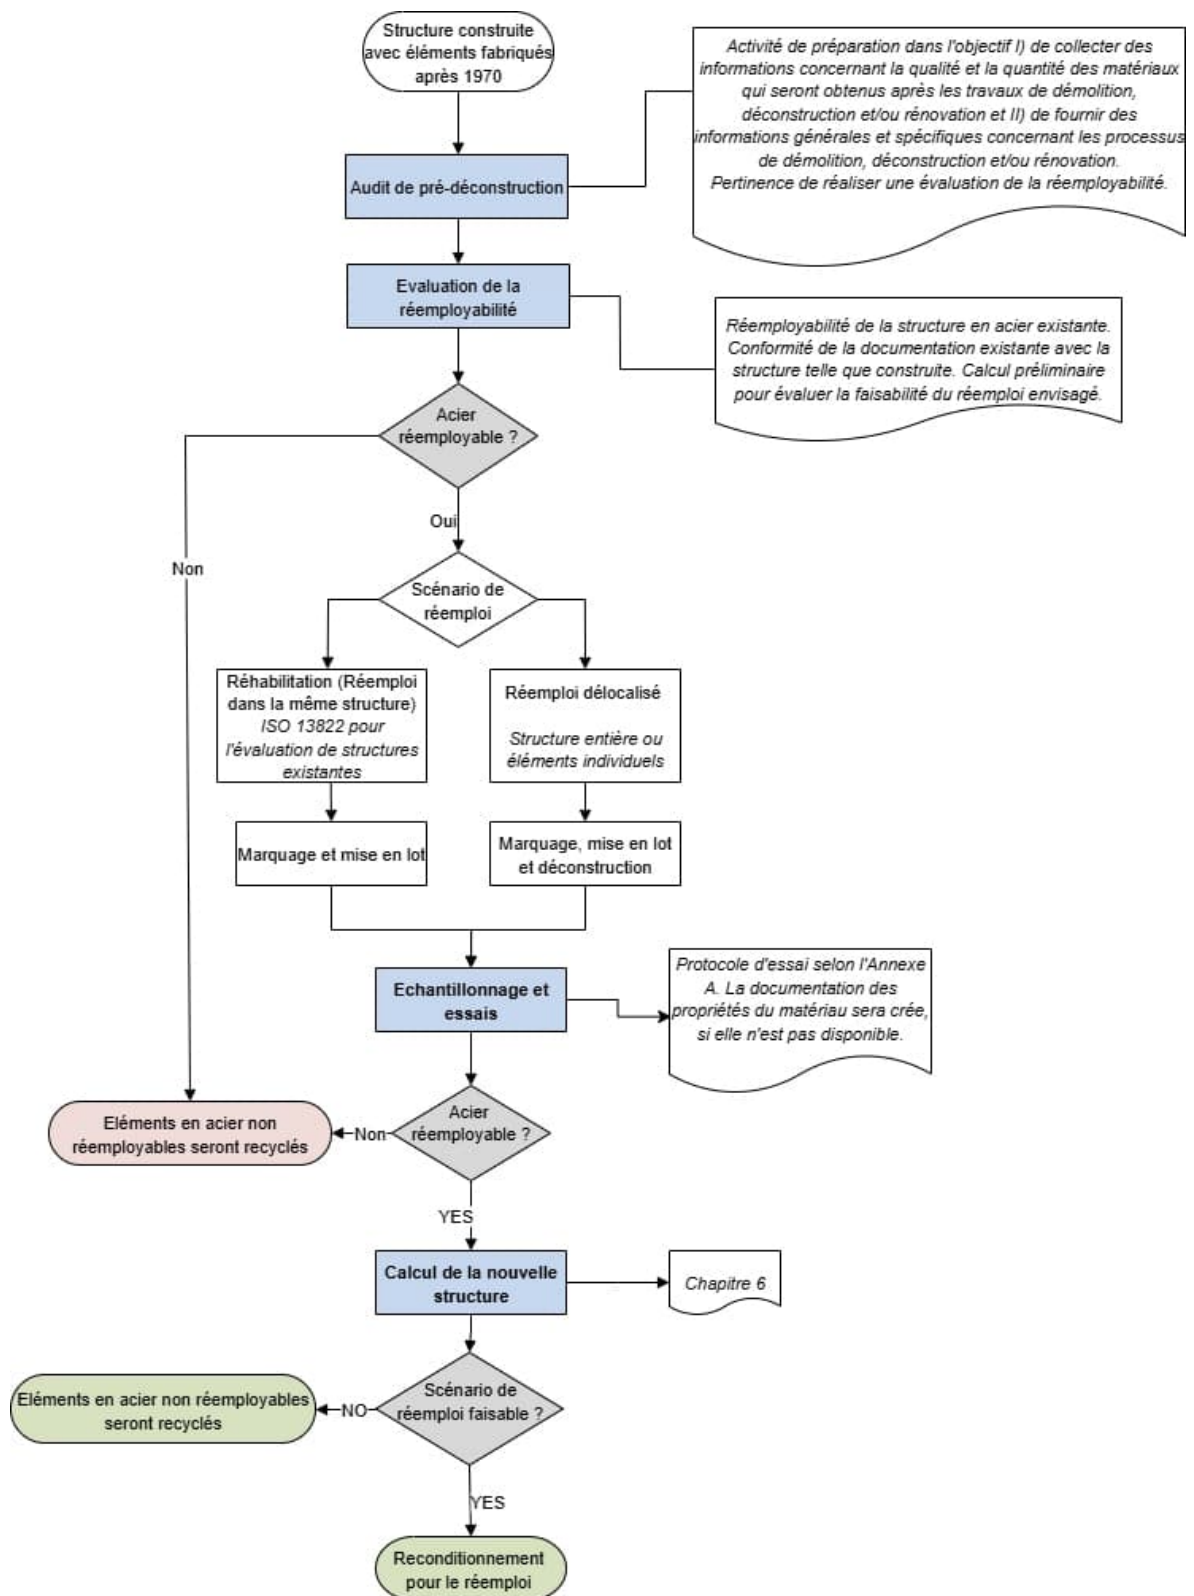 Structure construite
avec éléments fabriqués
après 1970
Activité de préparation dans l'objectif I) de collecter des
informations concernant la qualité et la quantité des matériaux
qui seront obtenus après les travaux de démolition,
déconstruction et/ou rénovation et II) de fournir des
informations générales et spécifiques concernant les processus
de démolition, déconstruction et/ou rénovation.
Pertinence de réaliser une évaluation de la réemployabilité.
Audit de pré-déconstruction
Evaluation de la
réemployabilité
Réemployabilité de la structure en acier existante.
Conformité de la documentation existante avec la
structure telle que construite. Calcul préliminaire
pour évaluer la faisabilité du réemploi envisagé.
Acier
réemployable ?
Oui
Non
Scénario de
réemploi
Réhabilitation (Réemploi
dans la même structure)
ISO 13822 pour
l'évaluation de structures
existantes
Réemploi délocalisé
Structure entière ou
éléments individuels
Marquage et mise en lot
Marquage, mise en lot
et déconstruction
Echantillonnage et
essais
Protocole d'essai selon l'Annexe
A. La documentation des
propriétés du matériau sera crée,
si elle n'est pas disponible.
Acier
réemployable ?
Non
Eléments en acier non
réemployables seront recyclés
YES
Calcul de la nouvelle
structure
Chapitre 6
Scénario de
réemploi faisable ?
NO
Eléments en acier non réemployables
seront recyclés
YES
Reconditionnement
pour le réemploi